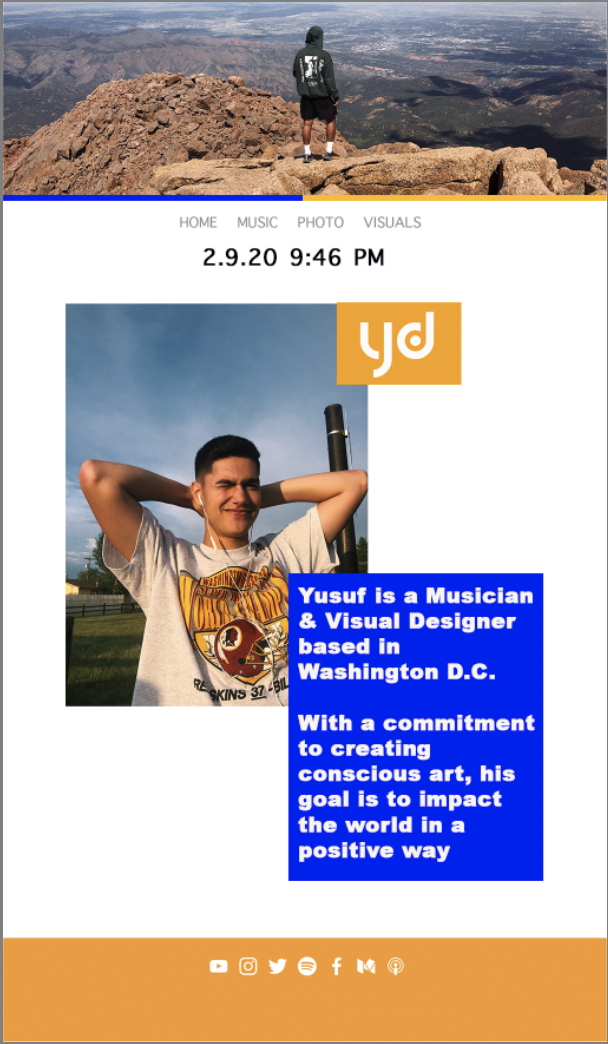 HOME MUSIC PHOTO VISUALS
2.9.20 9:46 PM
yd
Yusuf is a Musician
& Visual Designer
based in
Washington D.C.
With a commitment
to creating
conscious art, his
goal is to impact
the world in a
positive way